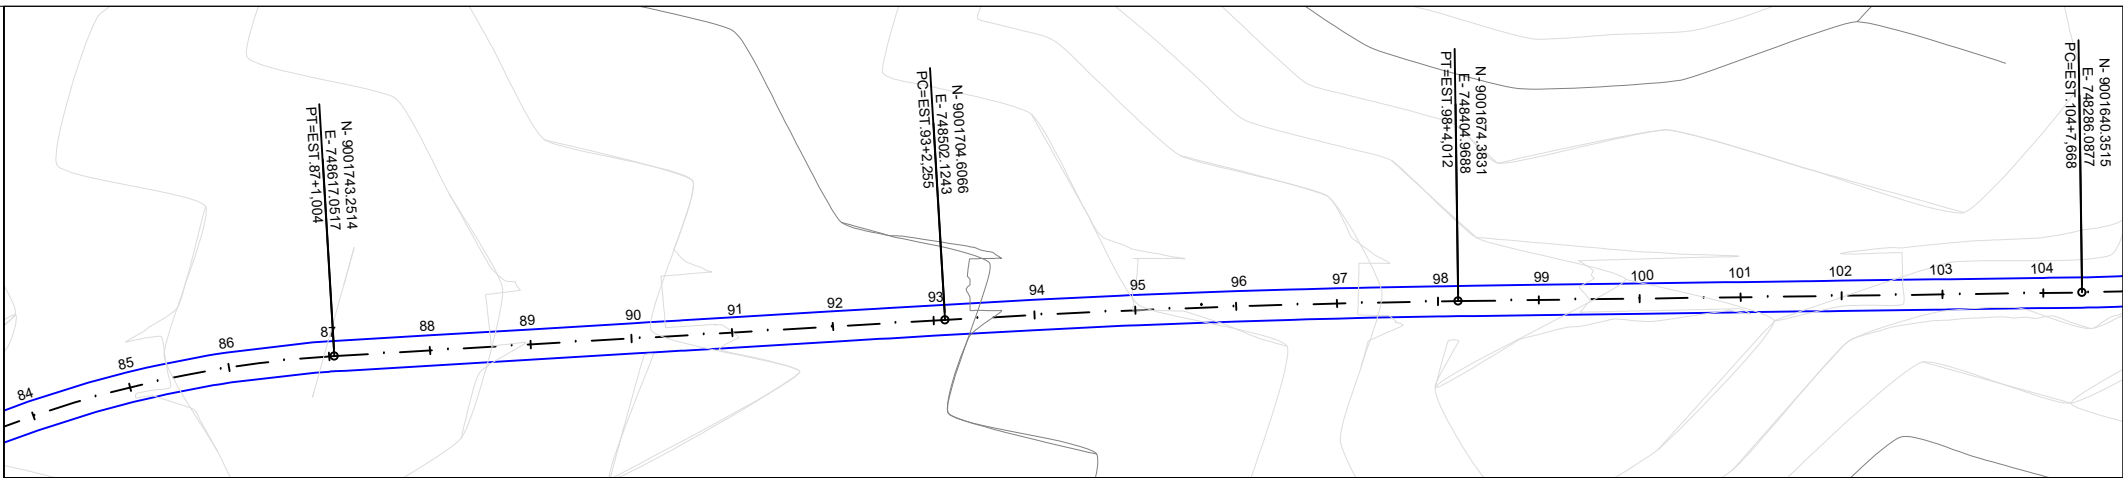 84
85
86
87
88
89
90
91
92
93
94
95
96
97
98
99
100
101
102
103
104
N- 9001743.2514
E- 748617.0517
PT=EST.87+1,004
N- 9001704.6066
E- 748502.1243
PC=EST.93+2,255
N- 9001674.3831
E- 748404.9688
PT=EST.98+4,012
N- 9001640.3515
E- 748286.0877
PC=EST.104+7,668